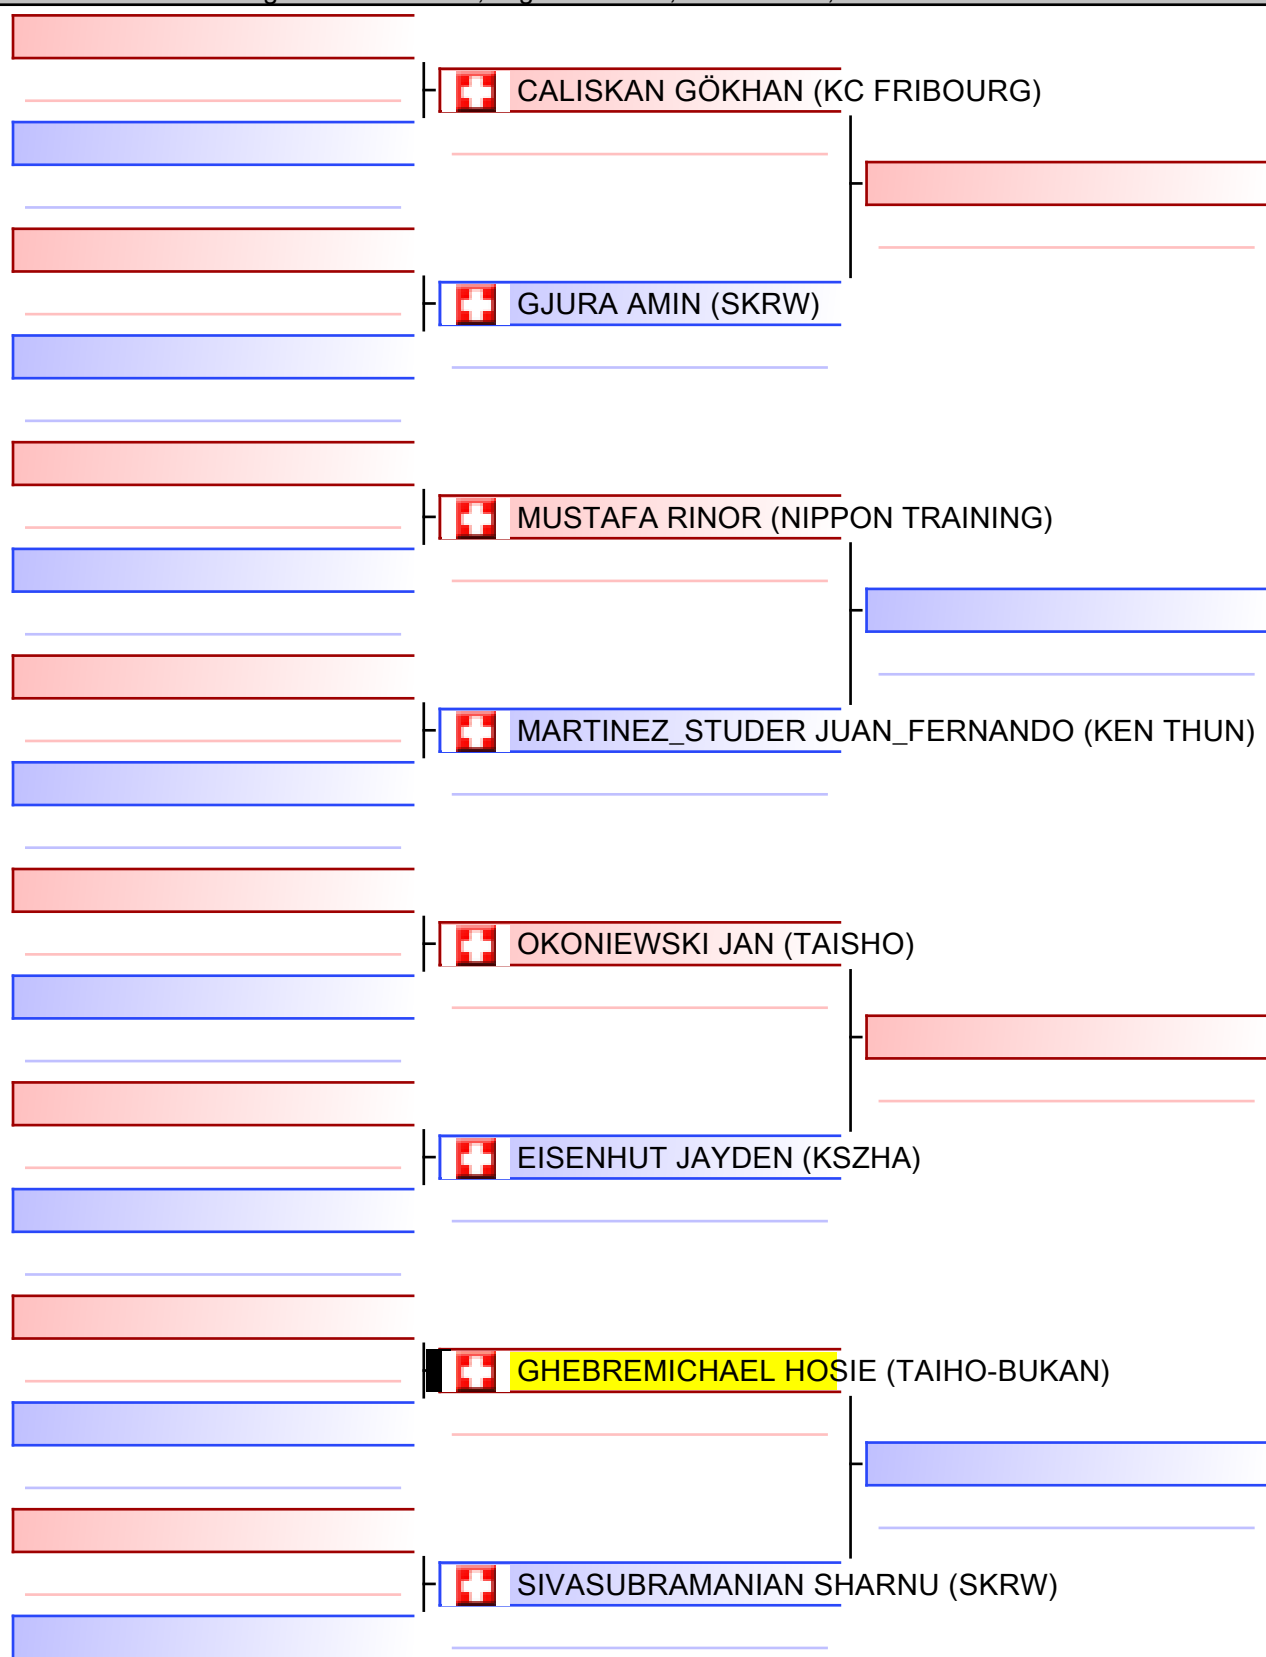 CALISKAN GÖKHAN (KC FRIBOURG)
GJURA AMIN (SKRW)
MUSTAFA RINOR (NIPPON TRAINING)
MARTINEZ_STUDER JUAN_FERNANDO (KEN THUN)
OKONIEWSKI JAN (TAISHO)
EISENHUT JAYDEN (KSZHA)
GHEBREMICHAEL HOSIE (TAIHO-BUKAN)
SIVASUBRAMANIAN SHARNU (SKRW)